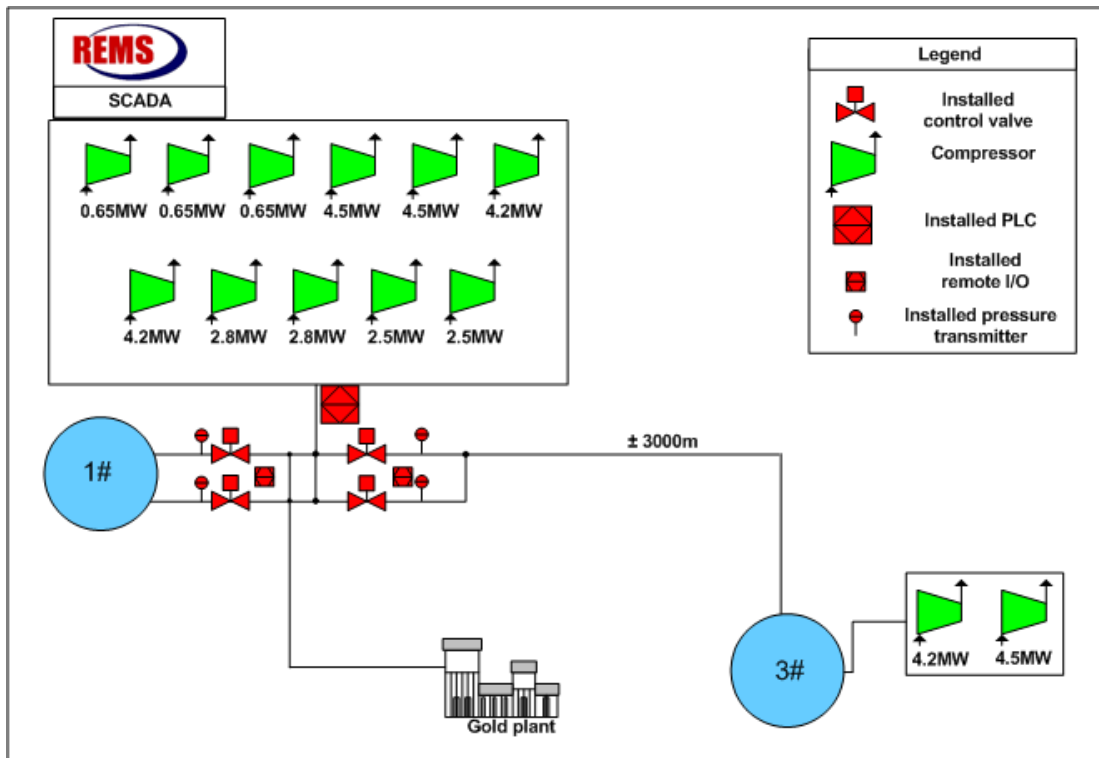 REMS
SCADA
0.65MW 0.65MW 0.65MW 4.5MW 4.5MW 4.2MW
4.2MW 2.8MW 2.8MW 2.5MW 2.5MW
Legend
Installed
control valve
Compressor
Installed PLC
Installed
remote I/O
Installed pressure
transmitter
1#
± 3000m
3#
4.2MW 4.5MW
Gold plant